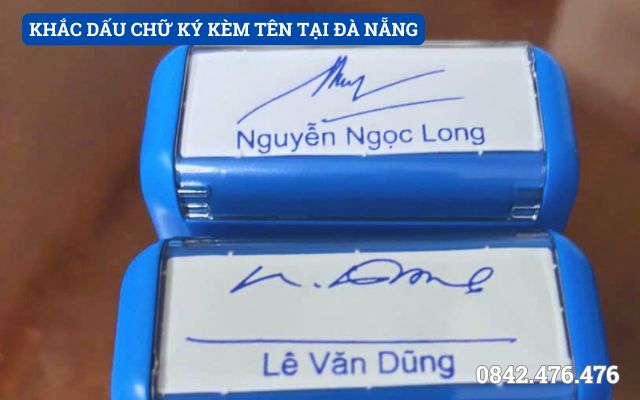 KHẮC DẤU CHỮ KÝ KÈM TÊN TẠI ĐÀ NẴNG
Nguyễn Ngọc Long
Lê Văn Dũng
0842.476.476